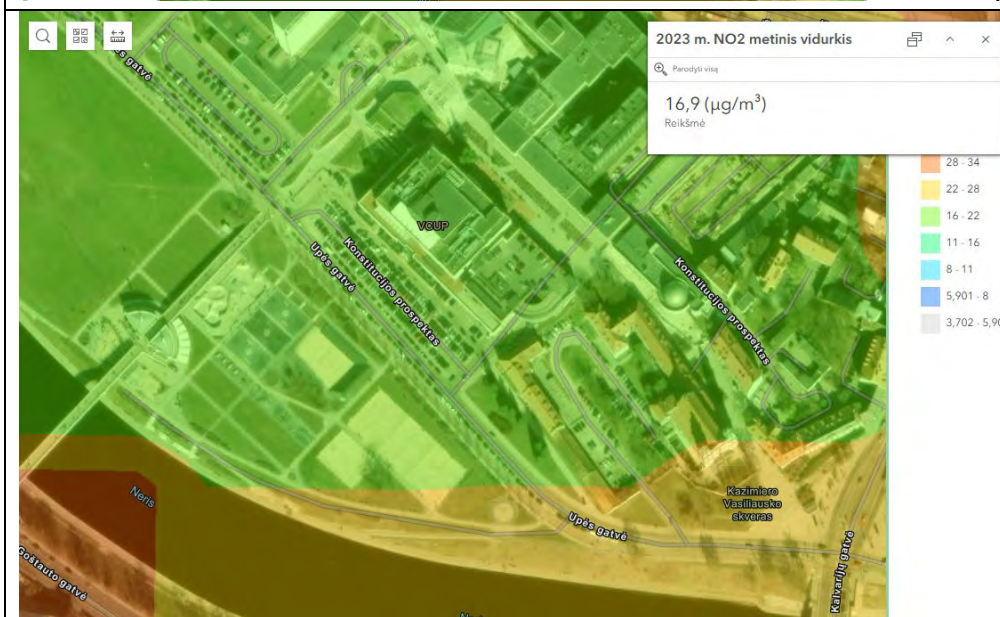 2023 m. NO2 metinis vidurkis
Parodyti visą
16,9 (µg/m³)
Reikšmė
28 - 34
22 - 28
16 - 22
11 - 16
8 - 11
5,901 - 8
3,702 - 5,90
ės gatvė
VCUP
Konstitucijos prospektas
Upės gatvė
Konstitucijos prospektas
Neris
Kazimiero
Vasiliausko
skveras
Upės gatvė
Goštauto gatvė
Kalvarijų gatvė